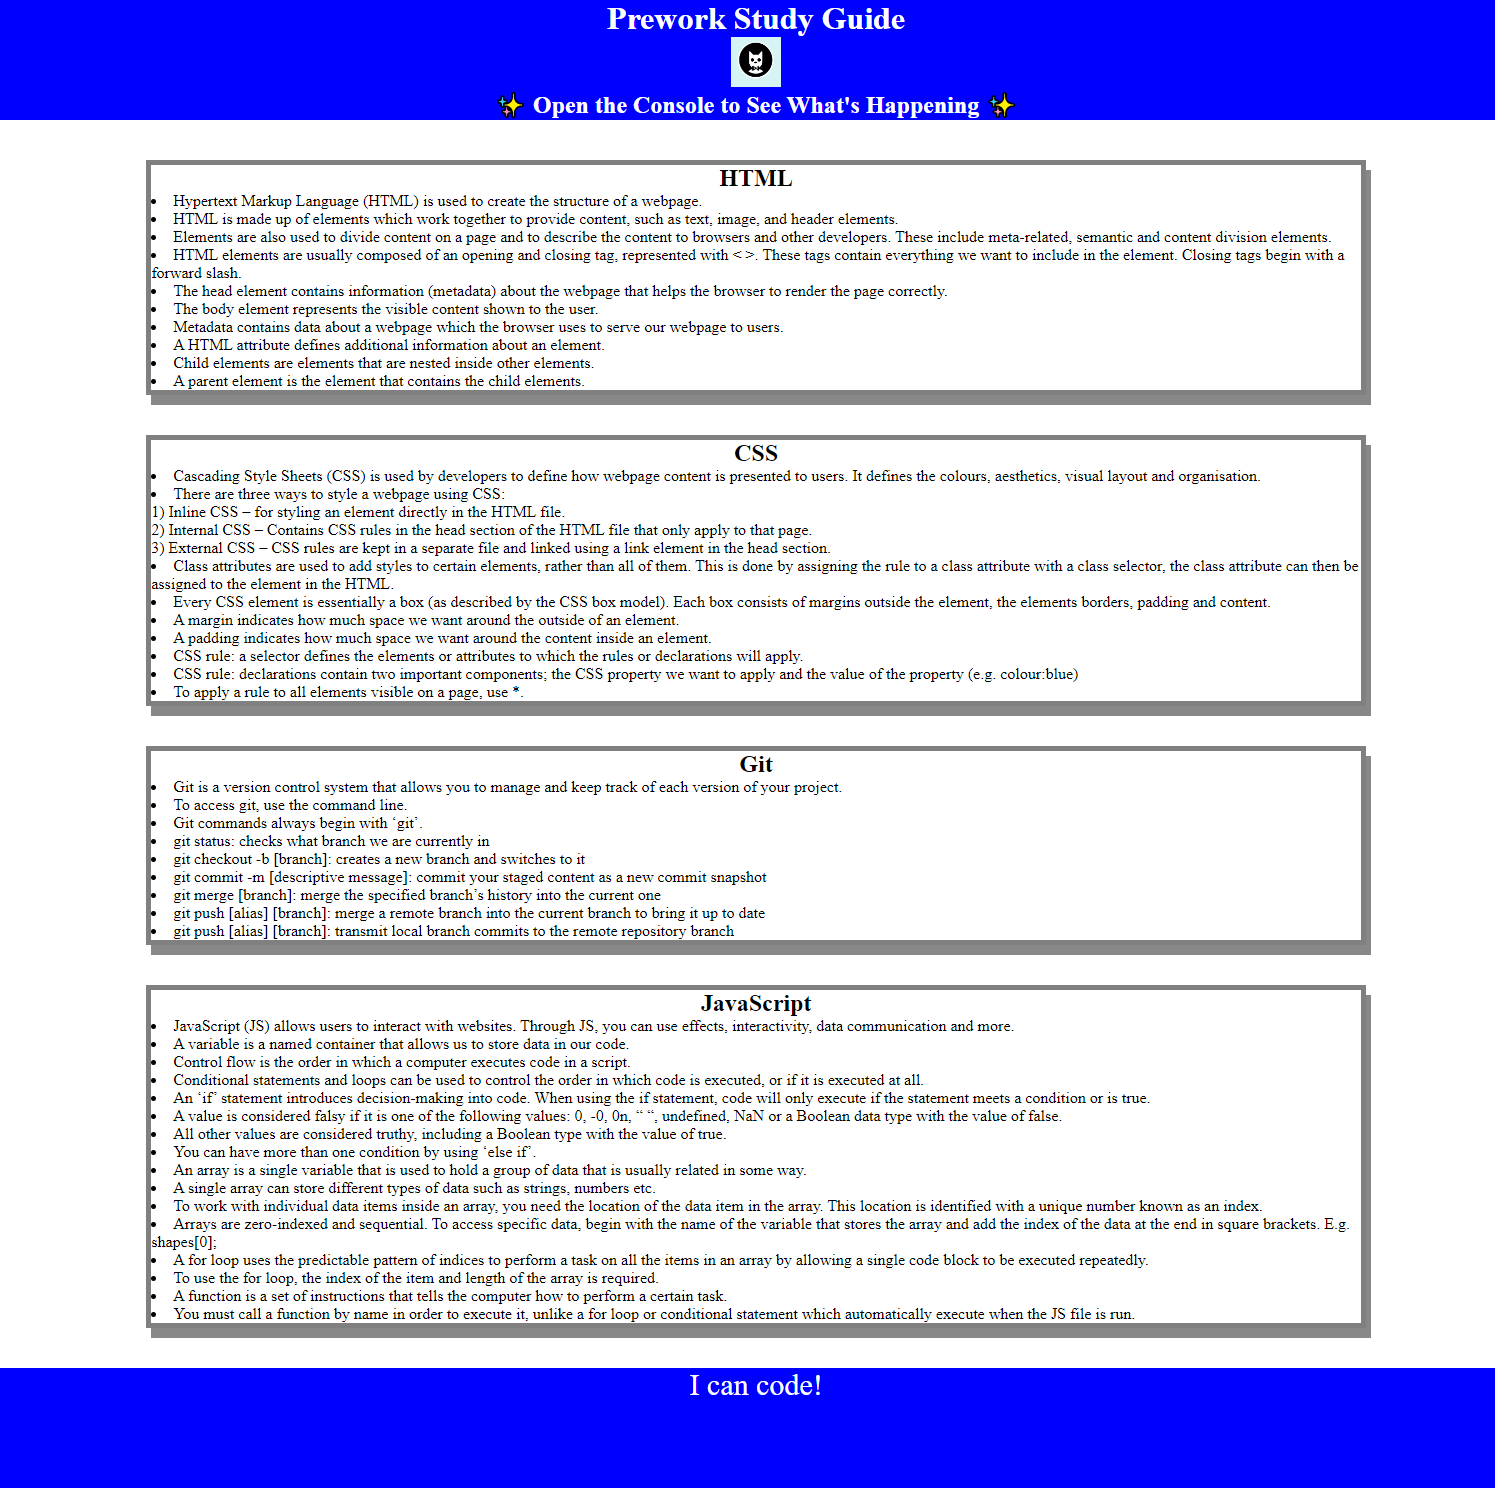 Prework Study Guide
✨ Open the Console to See What's Happening ✨
HTML
• Hypertext Markup Language (HTML) is used to create the structure of a webpage.
• HTML is made up of elements which work together to provide content, such as text, image, and header elements.
• Elements are also used to divide content on a page and to describe the content to browsers and other developers. These include meta-related, semantic and content division elements.
• HTML elements are usually composed of an opening and closing tag, represented with < >. These tags contain everything we want to include in the element. Closing tags begin with a
forward slash.
• The head element contains information (metadata) about the webpage that helps the browser to render the page correctly.
• The body element represents the visible content shown to the user.
• Metadata contains data about a webpage which the browser uses to serve our webpage to users.
• A HTML attribute defines additional information about an element.
• Child elements are elements that are nested inside other elements.
• A parent element is the element that contains the child elements.
CSS
• Cascading Style Sheets (CSS) is used by developers to define how webpage content is presented to users. It defines the colours, aesthetics, visual layout and organisation.
• There are three ways to style a webpage using CSS:
1) Inline CSS – for styling an element directly in the HTML file.
2) Internal CSS – Contains CSS rules in the head section of the HTML file that only apply to that page.
3) External CSS – CSS rules are kept in a separate file and linked using a link element in the head section.
• Class attributes are used to add styles to certain elements, rather than all of them. This is done by assigning the rule to a class attribute with a class selector, the class attribute can then be
assigned to the element in the HTML.
• Every CSS element is essentially a box (as described by the CSS box model). Each box consists of margins outside the element, the elements borders, padding and content.
• A margin indicates how much space we want around the outside of an element.
• A padding indicates how much space we want around the content inside an element.
• CSS rule: a selector defines the elements or attributes to which the rules or declarations will apply.
• CSS rule: declarations contain two important components; the CSS property we want to apply and the value of the property (e.g. colour:blue)
• To apply a rule to all elements visible on a page, use *.
Git
• Git is a version control system that allows you to manage and keep track of each version of your project.
• To access git, use the command line.
• Git commands always begin with ‘git’.
• git status: checks what branch we are currently in
• git checkout -b [branch]: creates a new branch and switches to it
• git commit -m [descriptive message]: commit your staged content as a new commit snapshot
• git merge [branch]: merge the specified branch’s history into the current one
• git push [alias] [branch]: merge a remote branch into the current branch to bring it up to date
• git push [alias] [branch]: transmit local branch commits to the remote repository branch
JavaScript
• JavaScript (JS) allows users to interact with websites. Through JS, you can use effects, interactivity, data communication and more.
• A variable is a named container that allows us to store data in our code.
• Control flow is the order in which a computer executes code in a script.
• Conditional statements and loops can be used to control the order in which code is executed, or if it is executed at all.
• An ‘if’ statement introduces decision-making into code. When using the if statement, code will only execute if the statement meets a condition or is true.
• A value is considered falsy if it is one of the following values: 0, -0, 0n, “ “, undefined, NaN or a Boolean data type with the value of false.
• All other values are considered truthy, including a Boolean type with the value of true.
• You can have more than one condition by using ‘else if’.
• An array is a single variable that is used to hold a group of data that is usually related in some way.
• A single array can store different types of data such as strings, numbers etc.
• To work with individual data items inside an array, you need the location of the data item in the array. This location is identified with a unique number known as an index.
• Arrays are zero-indexed and sequential. To access specific data, begin with the name of the variable that stores the array and add the index of the data at the end in square brackets. E.g.
shapes[0];
• A for loop uses the predictable pattern of indices to perform a task on all the items in an array by allowing a single code block to be executed repeatedly.
• To use the for loop, the index of the item and length of the array is required.
• A function is a set of instructions that tells the computer how to perform a certain task.
• You must call a function by name in order to execute it, unlike a for loop or conditional statement which automatically execute when the JS file is run.
I can code!